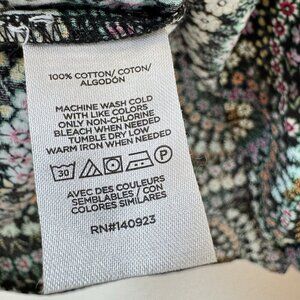 100% COTTON/ COTON/
ALGODÓN
MACHINE WASH COLD
WITH LIKE COLORS
ONLY NON-CHLORINE
BLEACH WHEN NEEDED
TUMBLE DRY LOW
WARM IRON WHEN NEEDED
30 P
AVEC DES COULEURS
SEMBLABLES / CON
COLORES SIMILARES
RN#140923